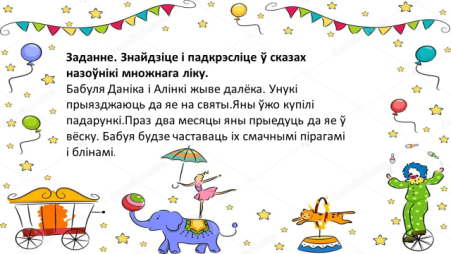 Заданне. Знайдзіце і падкрэсліце ў сказах
назоўнікі множнага ліку.
Бабуля Даніка і Алінкі жыве далёка. Унукі
прыязджаюць да яе на святы.Яны ўжо купілі
падарункі.Праз два месяцы яны прыедуць да яе ў
вёску. Бабуя будзе частаваць іх смачнымі пірагамі
і блінамі.